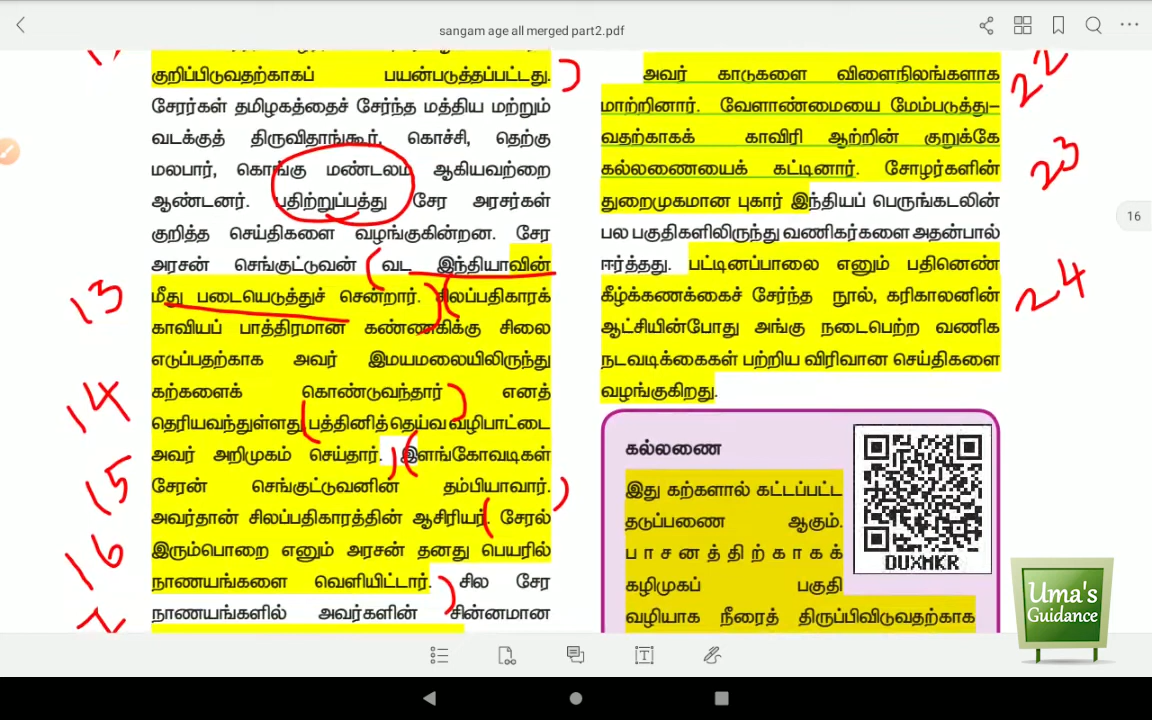 sangam age all merged part2.pdf
குறிப்பிடுவதற்காகப் பயன்படுத்தப்பட்டது.
சேரர்கள் தமிழகத்தைச் சேர்ந்த மத்திய மற்றும்
வடக்குத் திருவிதாங்கூர், கொச்சி, தெற்கு
மலபார், கொங்கு மண்டலம் ஆகியவற்றை
ஆண்டனர். பதிற்றுப்பத்து சேர அரசர்கள்
குறித்த செய்திகளை வழங்குகின்றன. சேர
அரசன் செங்குட்டுவன் வட இந்தியாவின்
13 மீது படையெடுத்துச் சென்றார். சிலப்பதிகாரக்
காவியப் பாத்திரமான கண்ணகிக்கு சிலை
எடுப்பதற்காக அவர் இமயமலையிலிருந்து
14 கற்களைக் கொண்டுவந்தார் எனத்
தெரியவந்துள்ளது. பத்தினித்தெய்வ வழிபாட்டை
அவர் அறிமுகம் செய்தார். இளங்கோவடிகள்
15 சேரன் செங்குட்டுவனின் தம்பியாவார்.
அவர்தான் சிலப்பதிகாரத்தின் ஆசிரியர். சேரல்
16 இரும்பொறை எனும் அரசன் தனது பெயரில்
நாணயங்களை வெளியிட்டார். சில சேர
நாணயங்களில் அவர்களின் சின்னமான
அவர் காடுகளை விளைநிலங்களாக 22
மாற்றினார். வேளாண்மையை மேம்படுத்து-
வதற்காகக் காவிரி ஆற்றின் குறுக்கே
கல்லணையைக் கட்டினார். சோழர்களின் 23
துறைமுகமான புகார் இந்தியப் பெருங்கடலின்
பல பகுதிகளிலிருந்து வணிகர்களை அதன்பால்
ஈர்த்தது. பட்டினப்பாலை எனும் பதினெண்
கீழ்க்கணக்கைச் சேர்ந்த நூல், கரிகாலனின் 24
ஆட்சியின்போது அங்கு நடைபெற்ற வணிக
நடவடிக்கைகள் பற்றிய விரிவான செய்திகளை
வழங்குகிறது.
கல்லணை
இது கற்களால் கட்டப்பட்ட
தடுப்பணை ஆகும்.
பாசனத்திற்காகக்
கழிமுகப் பகுதி
வழியாக நீரைத் திருப்பிவிடுவதற்காக
DUXMKR
16
Uma's
Guidance